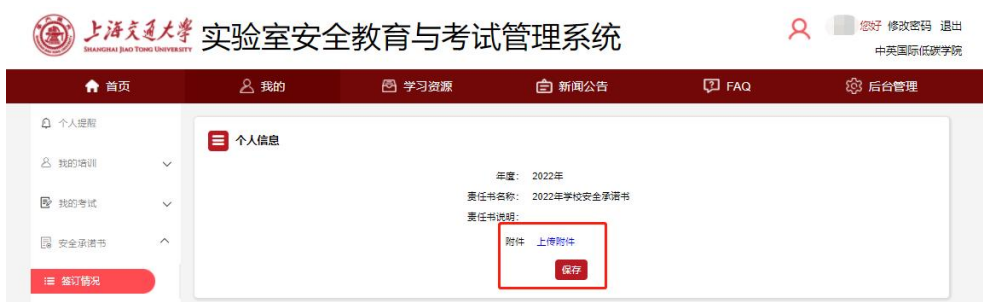 上海交通大学
SHANGHAI JIAO TONG UNIVERSITY
实验室安全教育与考试管理系统
您好 修改密码 退出
中英国际低碳学院
首页 我的 学习资源 新闻公告 FAQ 后台管理
个人提醒
我的培训
我的考试
安全承诺书
签订情况
个人信息
年度: 2022年
责任书名称: 2022年学校安全承诺书
责任书说明:
附件 上传附件
保存